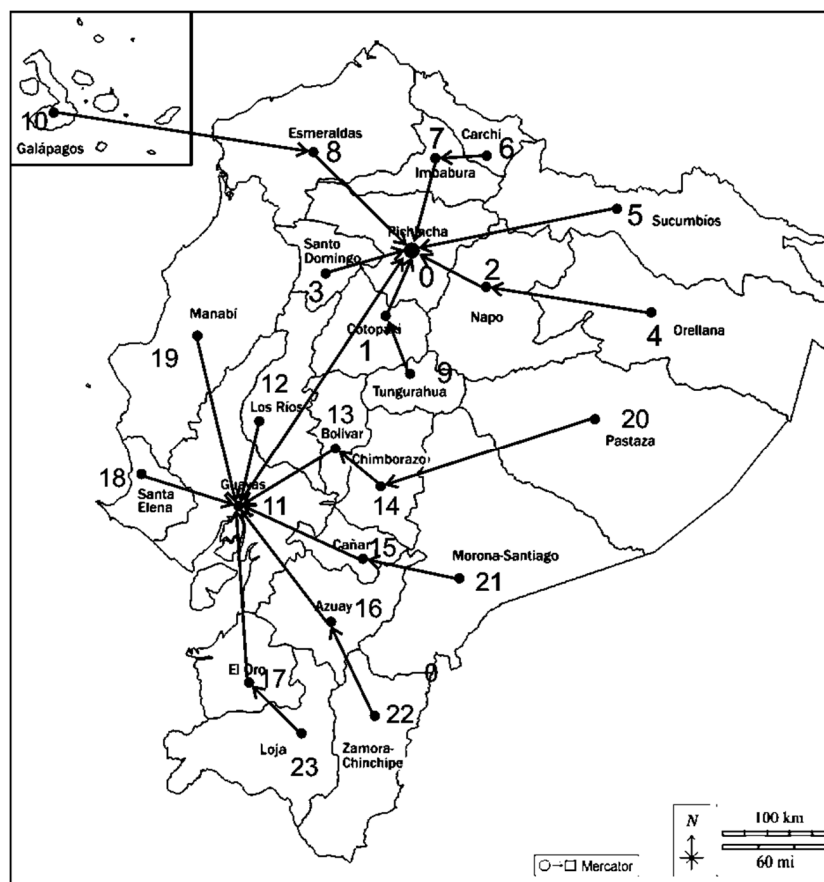 Esmeraldas
8
7
Carchi
6
Imbabura
10
Galápagos
5
Sucumbios
Pichincha
Santo
Domingo
0
2
3
Napo
4
Orellana
Manabí
Cotopaxi
19
1
9
Tungurahua
12
Los Ríos
13
Bolívar
20
Pastaza
Chimborazo
18
Santa
Elena
Guayas
11
14
Cañar
15
Morona-Santiago
21
Azuay
16
El Oro
17
0
22
Loja
23
Zamora-
Chinchipe
N
100 km
60 mi
Mercator